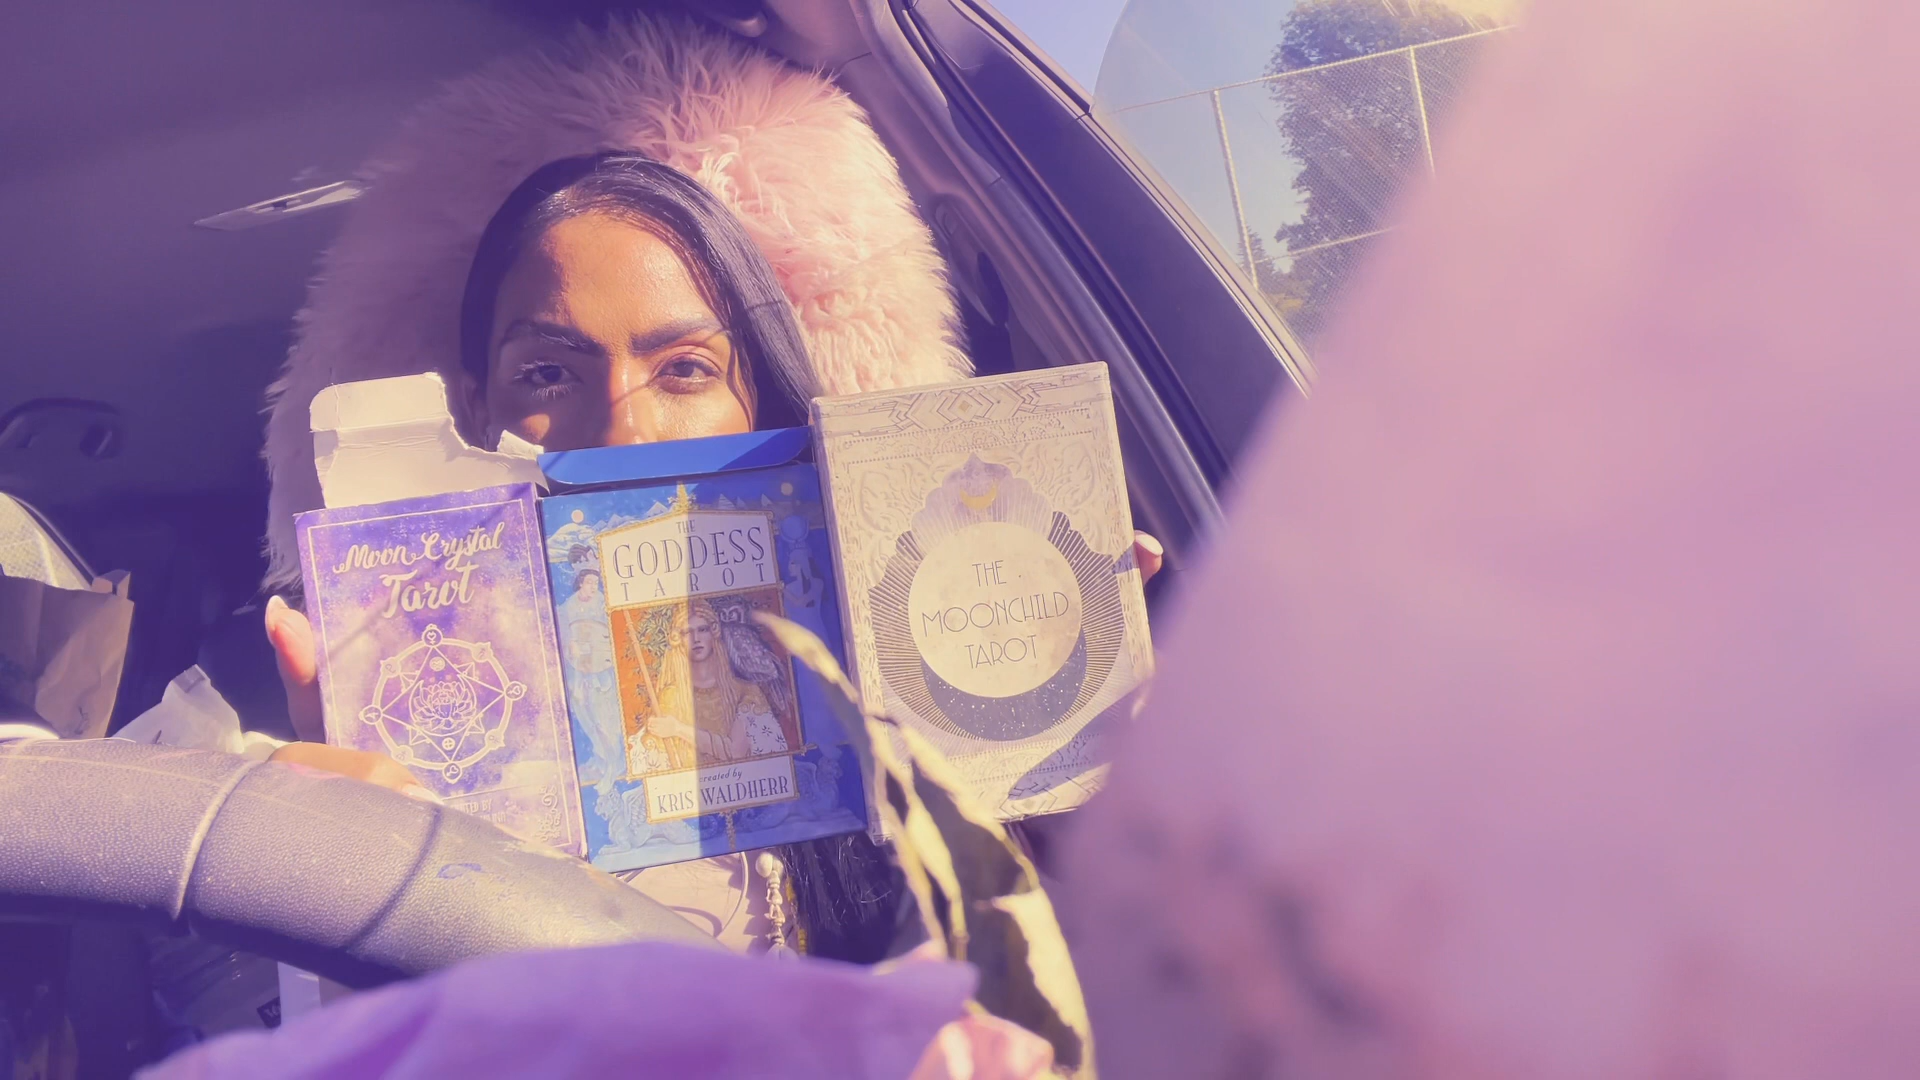 Moon Crystal
Tarot
THE
GODDESS
TAROT
created by
KRIS WALDHERR
THE
MOONCHILD
TAROT